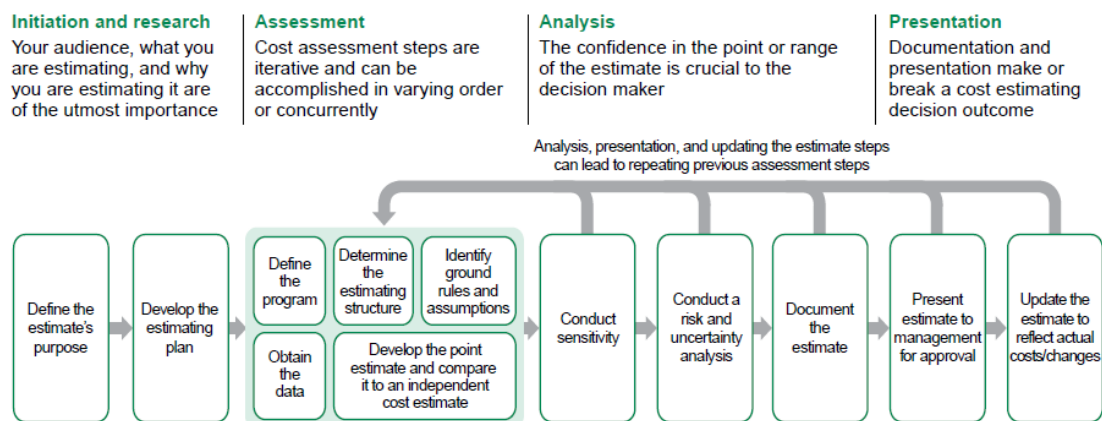 Initiation and research
Your audience, what you
are estimating, and why
you are estimating it are
of the utmost importance
Assessment
Cost assessment steps are
iterative and can be
accomplished in varying order
or concurrently
Analysis
The confidence in the point or range
of the estimate is crucial to the
decision maker
Presentation
Documentation and
presentation make or
break a cost estimating
decision outcome
Analysis, presentation, and updating the estimate steps
can lead to repeating previous assessment steps
Define the
estimate's
purpose
Develop the
estimating
plan
Define
the
program
Determine
the
estimating
structure
Identify
ground
rules and
assumptions
Obtain
the
data
Develop the point
estimate and compare
it to an independent
cost estimate
Conduct
sensitivity
Conduct a
risk and
uncertainty
analysis
Document
the
estimate
Present
estimate to
management
for approval
Update the
estimate to
reflect actual
costs/changes